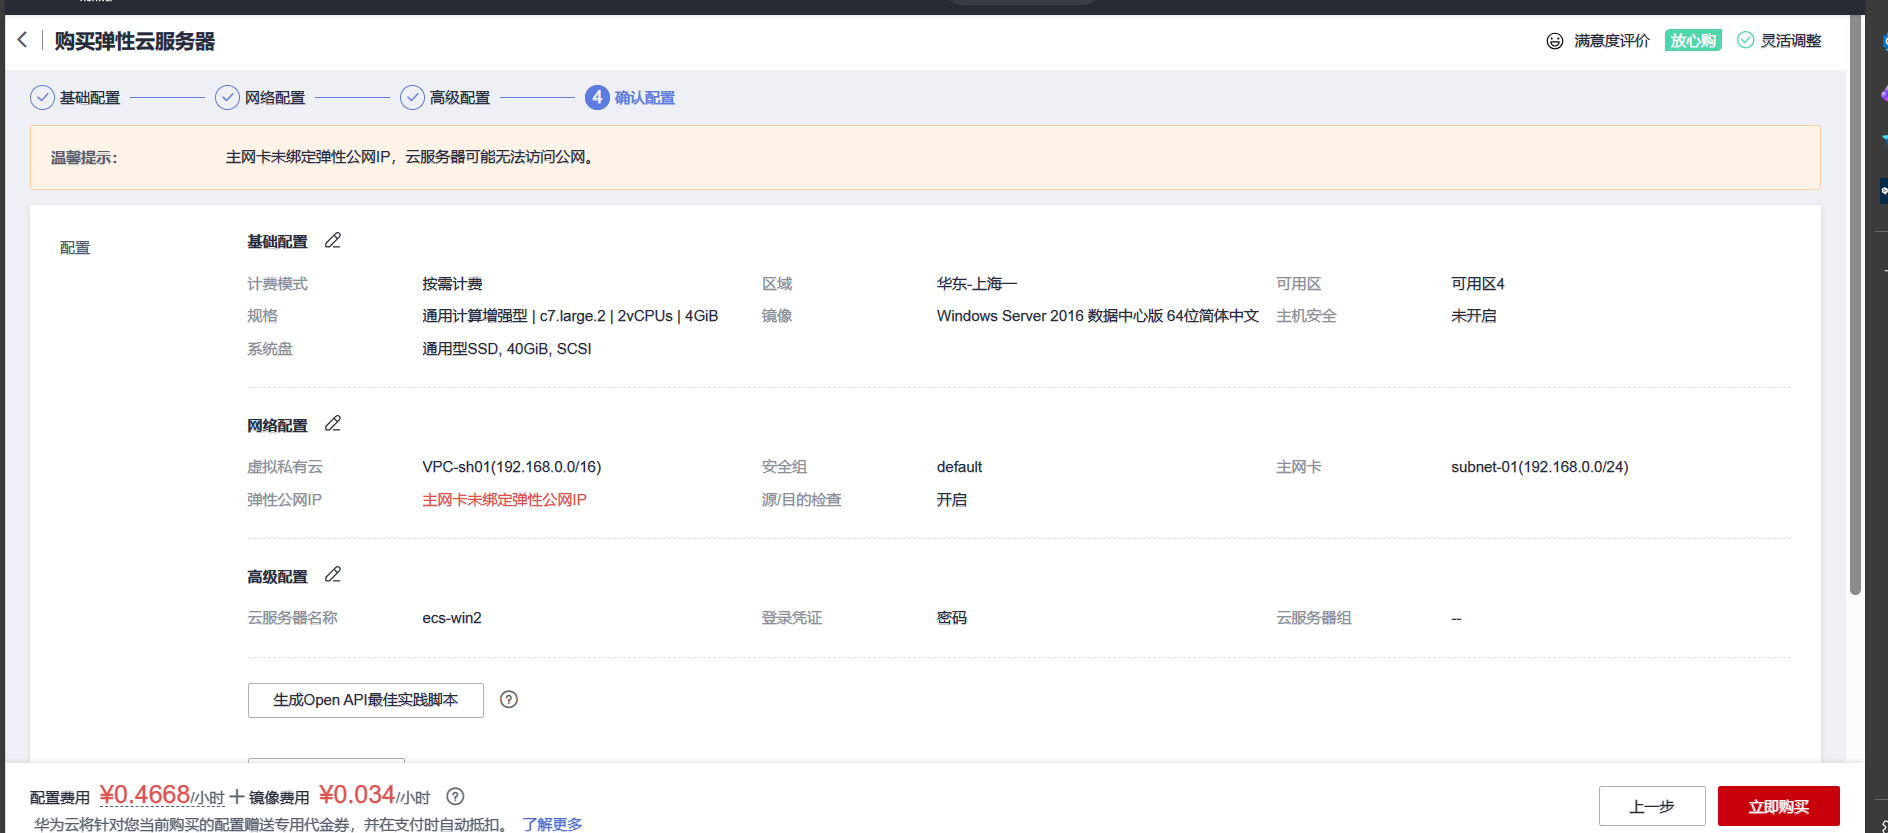 购买弹性云服务器 满意度评价 放心购 灵活调整
基础配置 网络配置 高级配置 4 确认配置
温馨提示: 主网卡未绑定弹性公网IP，云服务器可能无法访问公网。
配置
基础配置
计费模式 按需计费 区域 华东-上海一 可用区 可用区4
规格 通用计算增强型 | c7.large.2 | 2vCPUs | 4GiB 镜像 Windows Server 2016 数据中心版 64位简体中文 主机安全 未开启
系统盘 通用型SSD, 40GiB, SCSI
网络配置
虚拟私有云 VPC-sh01(192.168.0.0/16) 安全组 default 主网卡 subnet-01(192.168.0.0/24)
弹性公网IP 主网卡未绑定弹性公网IP 源/目的检查 开启
高级配置
云服务器名称 ecs-win2 登录凭证 密码 云服务器组 --
生成Open API最佳实践脚本 ?
配置费用 ¥0.4668/小时 + 镜像费用 ¥0.034/小时 ?
华为云将针对您当前购买的配置赠送专用代金券，并在支付时自动抵扣。 了解更多
上一步 立即购买